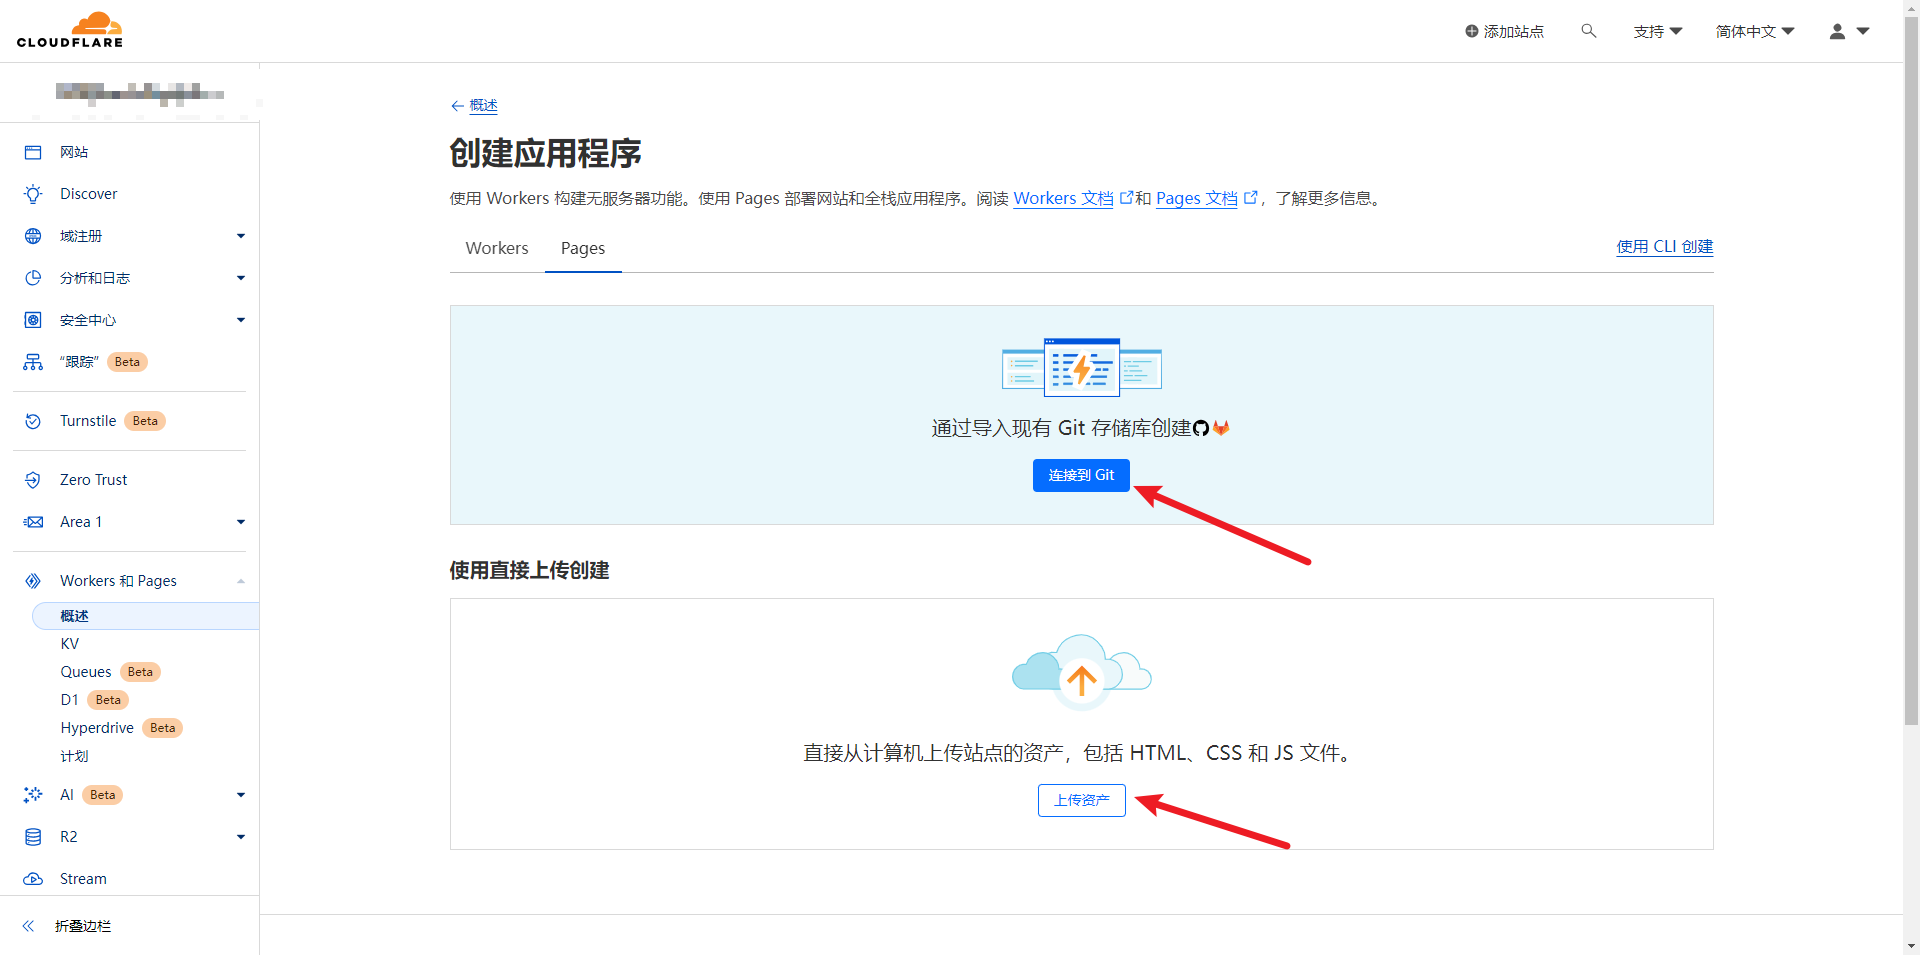 CLOUDFLARE
添加站点
支持
简体中文
网站
Discover
域注册
分析和日志
安全中心
“跟踪” Beta
Turnstile Beta
Zero Trust
Area 1
Workers 和 Pages
概述
KV
Queues Beta
D1 Beta
Hyperdrive Beta
计划
AI Beta
R2
Stream
折叠边栏
概述
创建应用程序
使用 Workers 构建无服务器功能。使用 Pages 部署网站和全栈应用程序。阅读 Workers 文档 和 Pages 文档 ，了解更多信息。
Workers Pages
使用 CLI 创建
通过导入现有 Git 存储库创建
连接到 Git
使用直接上传创建
直接从计算机上传站点的资产，包括 HTML、CSS 和 JS 文件。
上传资产